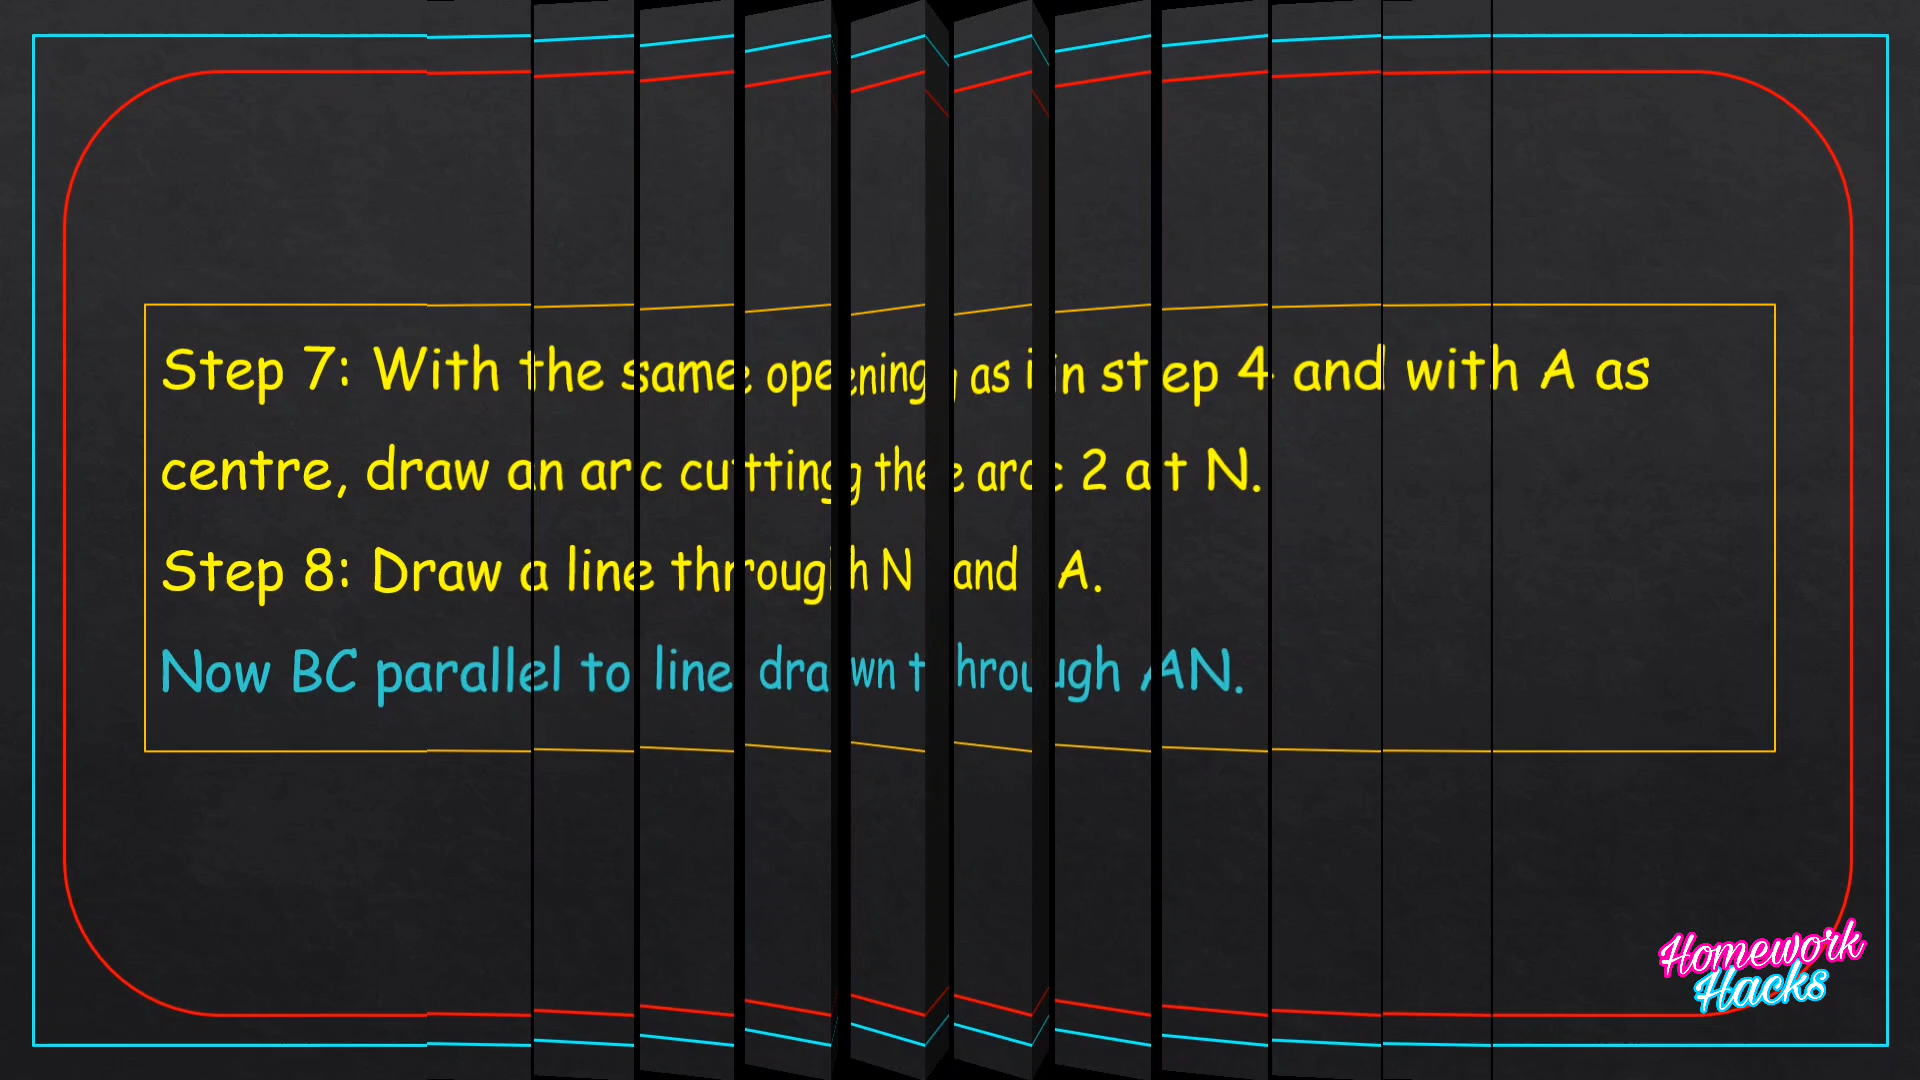 Step 7: With the same opening as in step 4 and with A as
centre, draw an arc cutting the arc 2 at N.
Step 8: Draw a line through N and A.
Now BC parallel to line drawn through AN.
Homework
Hacks